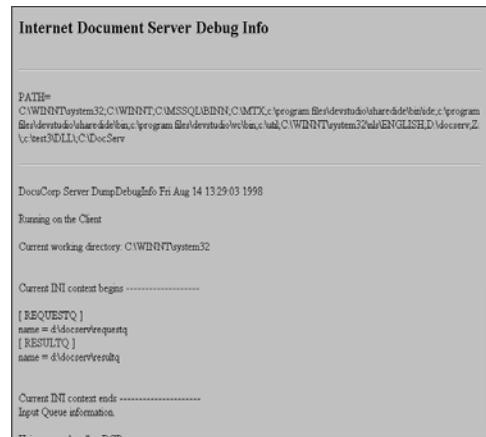 Internet Document Server Debug Info
PATH=
C:\WINNT\system32;C:\WINNT;C:\MSSQL\BINN;C:\MTX;c:\program
files\devstudio\sharedide\bin\ide;c:\program
files\devstudio\sharedide\bin;c:\program files\devstudio\vc\bin;c:\util;C:\WINNT\system32\nls\ENGLISH;D:\docserv;Z:
\;c:\test3\DLL\;C:\DocServ
DocuCorp Server DumpDebugInfo Fri Aug 14 13:29:03 1998
Running on the Client
Current working directory: C:\WINNT\system32
Current INI context begins -------------------
[ REQUESTQ ]
name = d:\docserv\requestq
[ RESULTQ ]
name = d:\docserv\resultq
Current INI context ends ---------------------
Input Queue information.